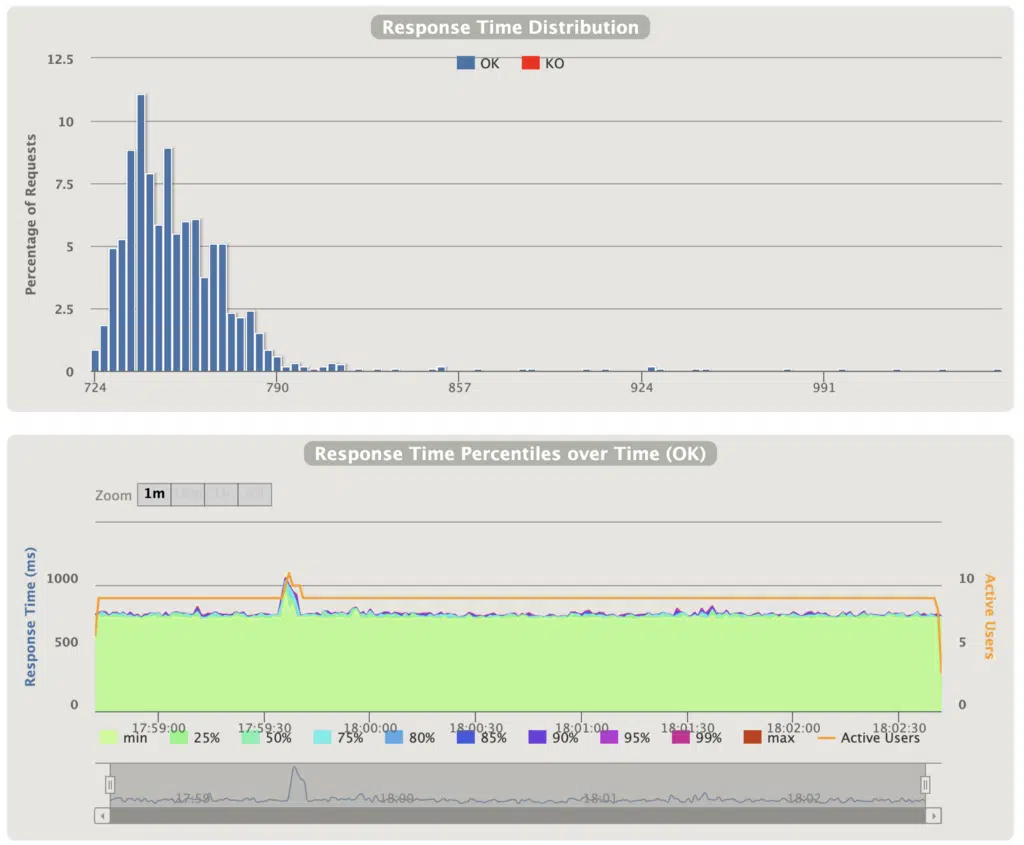 Response Time Distribution
OK KO
12.5
10
7.5
5
2.5
0
Percentage of Requests
724 790 857 924 991
Response Time Percentiles over Time (OK)
Zoom 1m
1000
500
0
Response Time (ms)
10
5
0
Active Users
17:59:00 17:59:30 18:00:00 18:00:30 18:01:00 18:01:30 18:02:00 18:02:30
min 25% 50% 75% 80% 85% 90% 95% 99% max Active Users
17:59 18:00 18:01 18:02